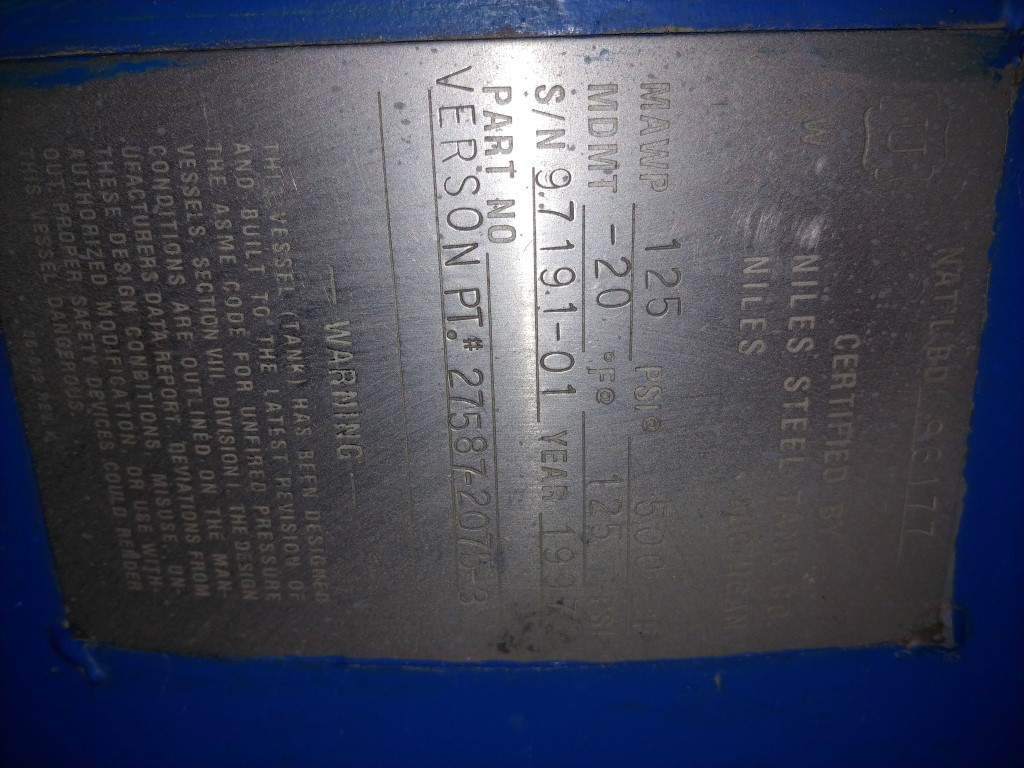 NAT'L BD. 96177
U
W
CERTIFIED BY
NILES STEEL TANK CO.
NILES MICHIGAN
MAWP 125 PSI@ 500 °F
MDMT -20 °F@ 125 PSI
S/N 97191-01 YEAR 1997
PART NO
VERSON PT.# 27587-2075-3
— WARNING —
THIS VESSEL (TANK) HAS BEEN DESIGNED
AND BUILT TO THE LATEST REVISION OF
THE ASME CODE FOR UNFIRED PRESSURE
VESSELS, SECTION VIII, DIVISION I. THE DESIGN
CONDITIONS ARE OUTLINED ON THE MAN-
UFACTURERS DATA REPORT. DEVIATIONS FROM
THESE DESIGN CONDITIONS, MISUSE, UN-
AUTHORIZED MODIFICATION, OR USE WITH-
OUT PROPER SAFETY DEVICES COULD RENDER
THIS VESSEL DANGEROUS.